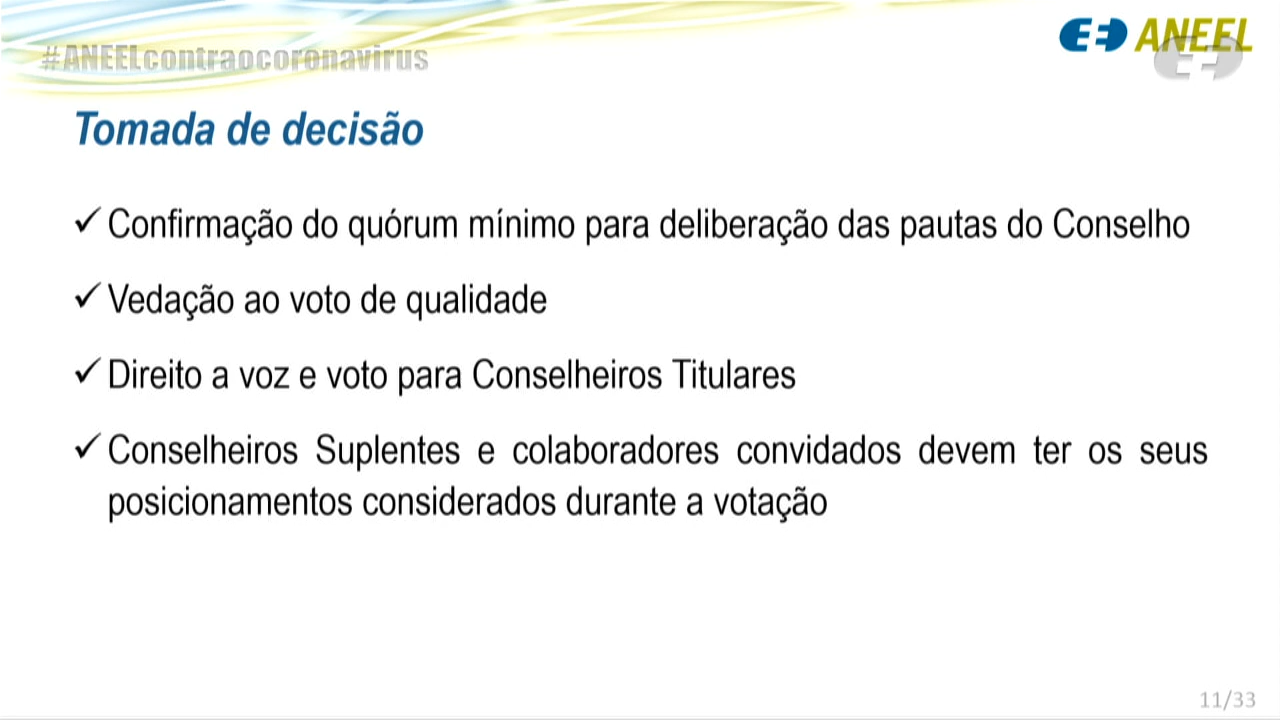 #ANEELcontraocoronavirus
ANEEL
Tomada de decisão
✓ Confirmação do quórum mínimo para deliberação das pautas do Conselho
✓ Vedação ao voto de qualidade
✓ Direito a voz e voto para Conselheiros Titulares
✓ Conselheiros Suplentes e colaboradores convidados devem ter os seus
posicionamentos considerados durante a votação
11/33